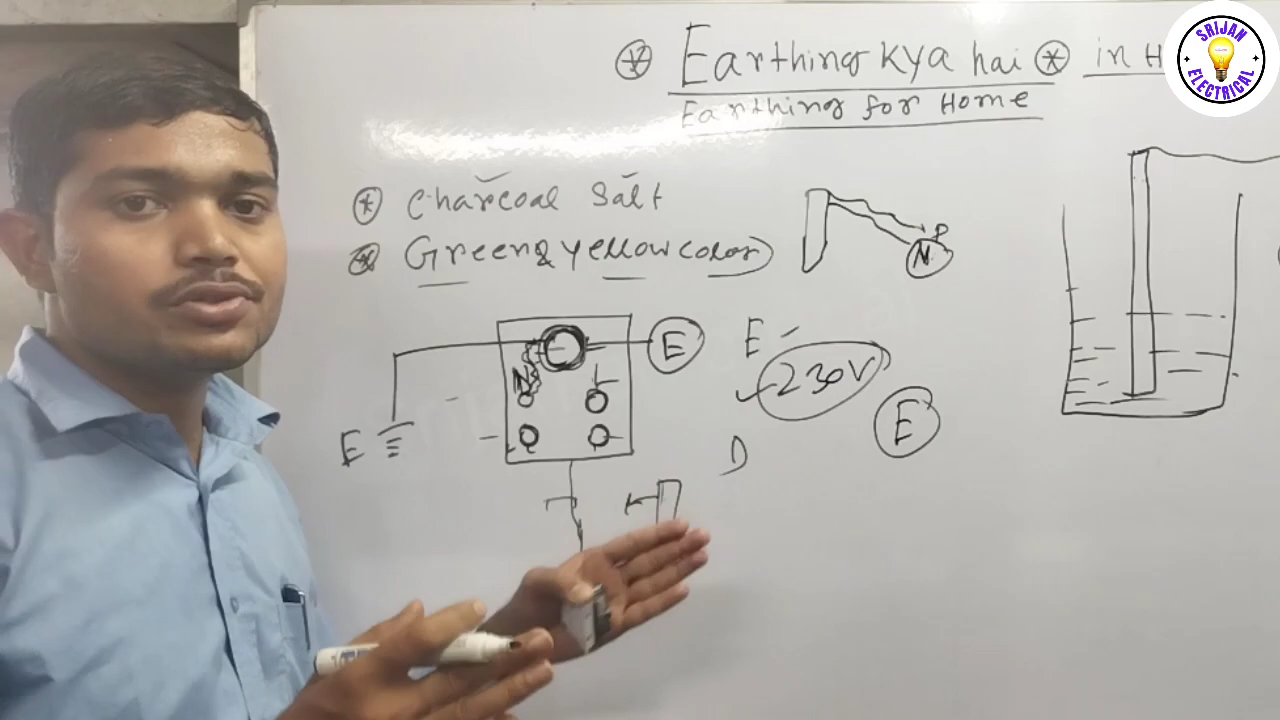 Earthing Kya hai in H
Earthing for Home
Charcoal Salt
Green & yellow color)
P
N
E
E
230V
N
L
E
E
D
SRIJAN
ELECTRICAL